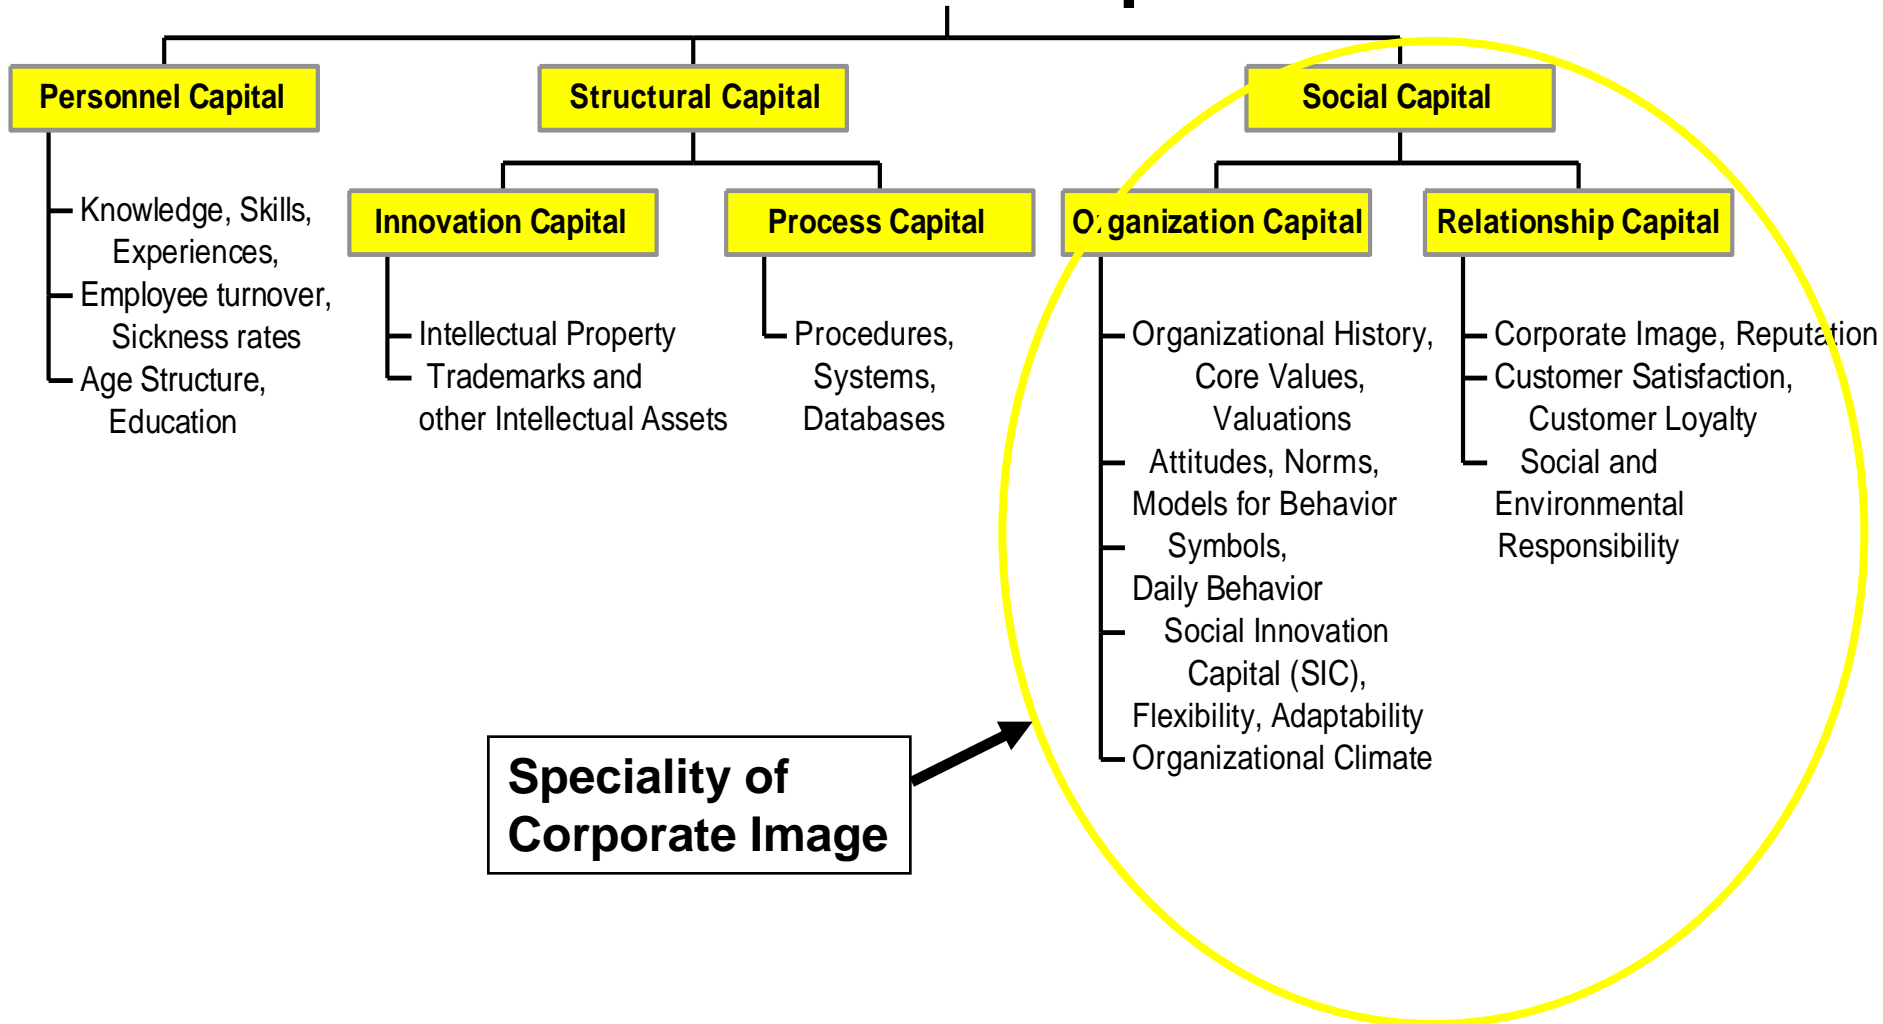 Personnel Capital
Knowledge, Skills,
Experiences,
Employee turnover,
Sickness rates
Age Structure,
Education
Structural Capital
Innovation Capital
Intellectual Property
Trademarks and
other Intellectual Assets
Process Capital
Procedures,
Systems,
Databases
Social Capital
Organization Capital
Organizational History,
Core Values,
Valuations
Attitudes, Norms,
Models for Behavior
Symbols,
Daily Behavior
Social Innovation
Capital (SIC),
Flexibility, Adaptability
Organizational Climate
Relationship Capital
Corporate Image, Reputation
Customer Satisfaction,
Customer Loyalty
Social and
Environmental
Responsibility
Speciality of
Corporate Image